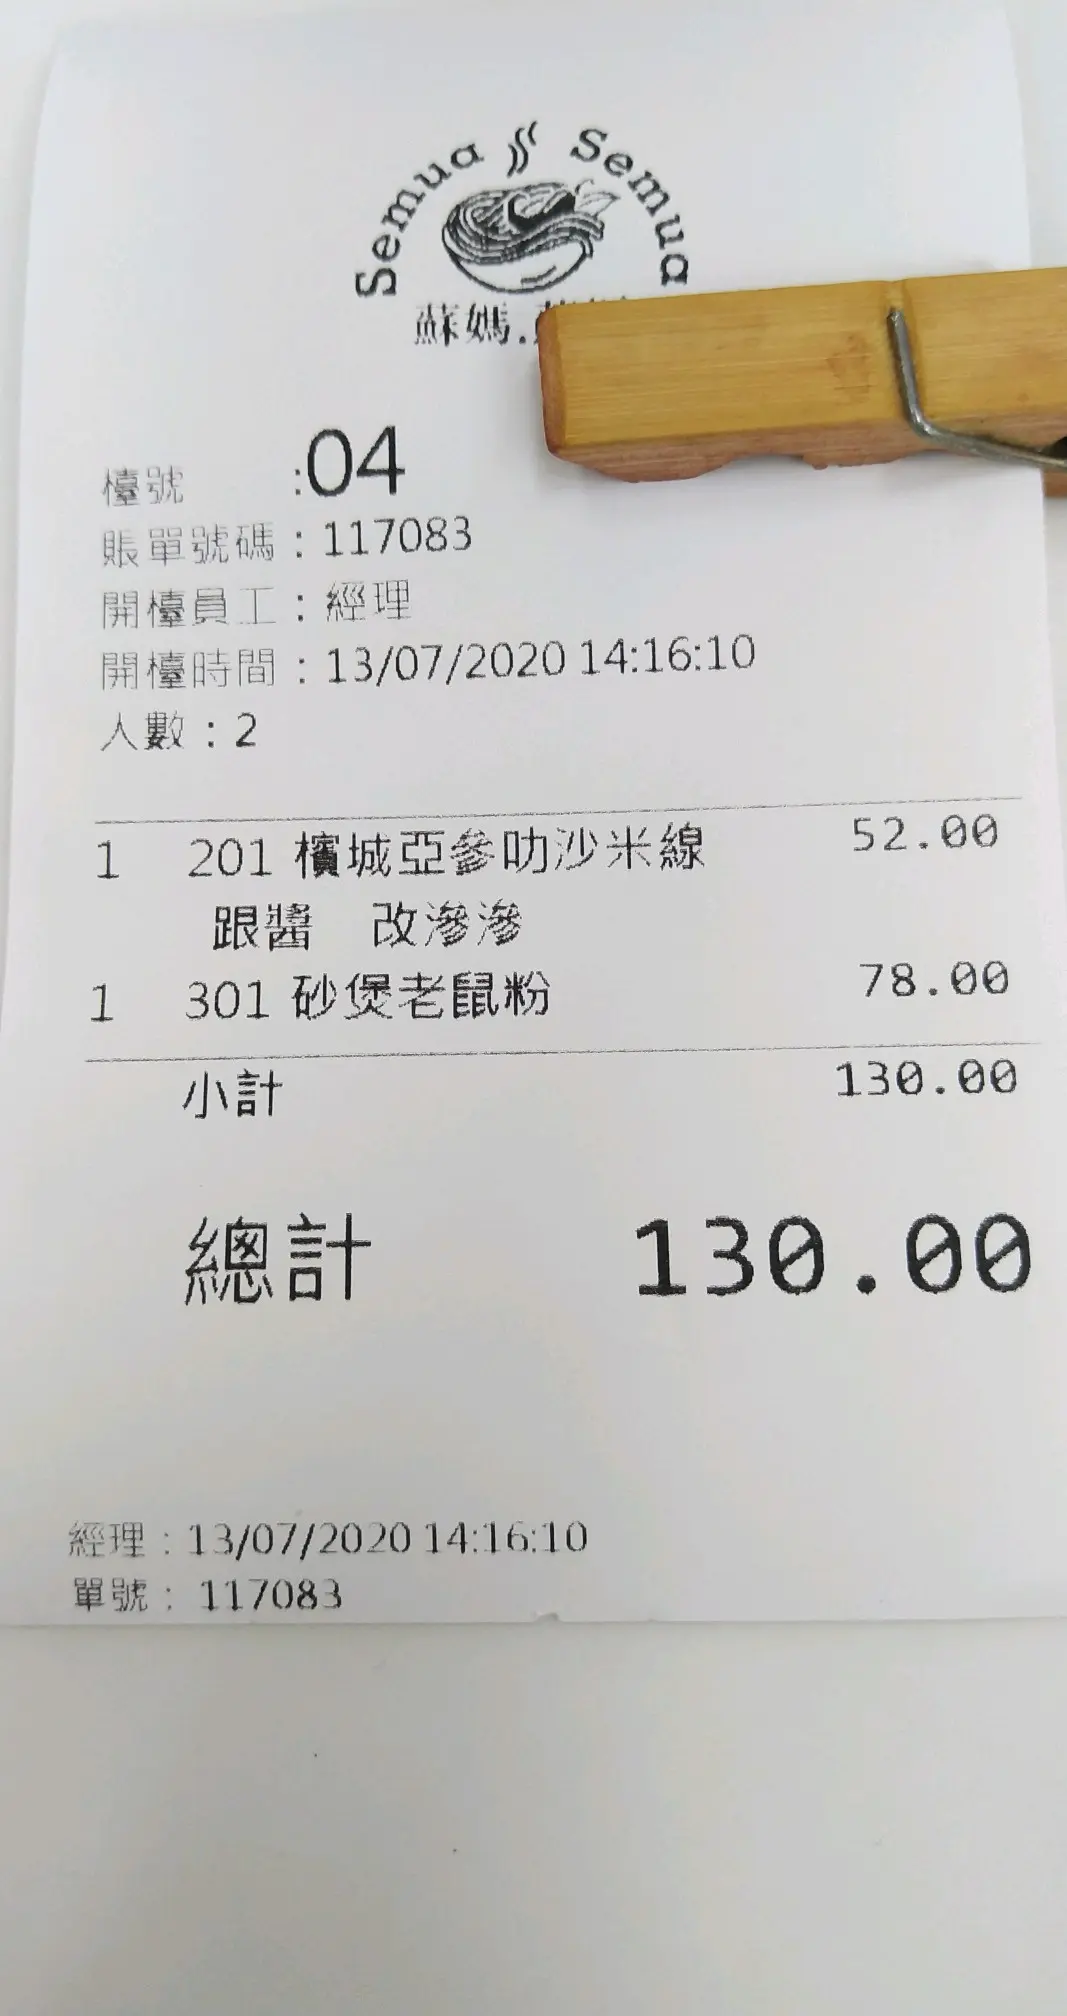 Semua Semua
蘇媽.
檯號 :04
賬單號碼 : 117083
開檯員工 : 經理
開檯時間 : 13/07/2020 14:16:10
人數 : 2
1 201 檳城亞參叻沙米線 52.00
跟醬 改滲滲
1 301 砂煲老鼠粉 78.00
小計 130.00
總計 130.00
經理 : 13/07/2020 14:16:10
單號 : 117083